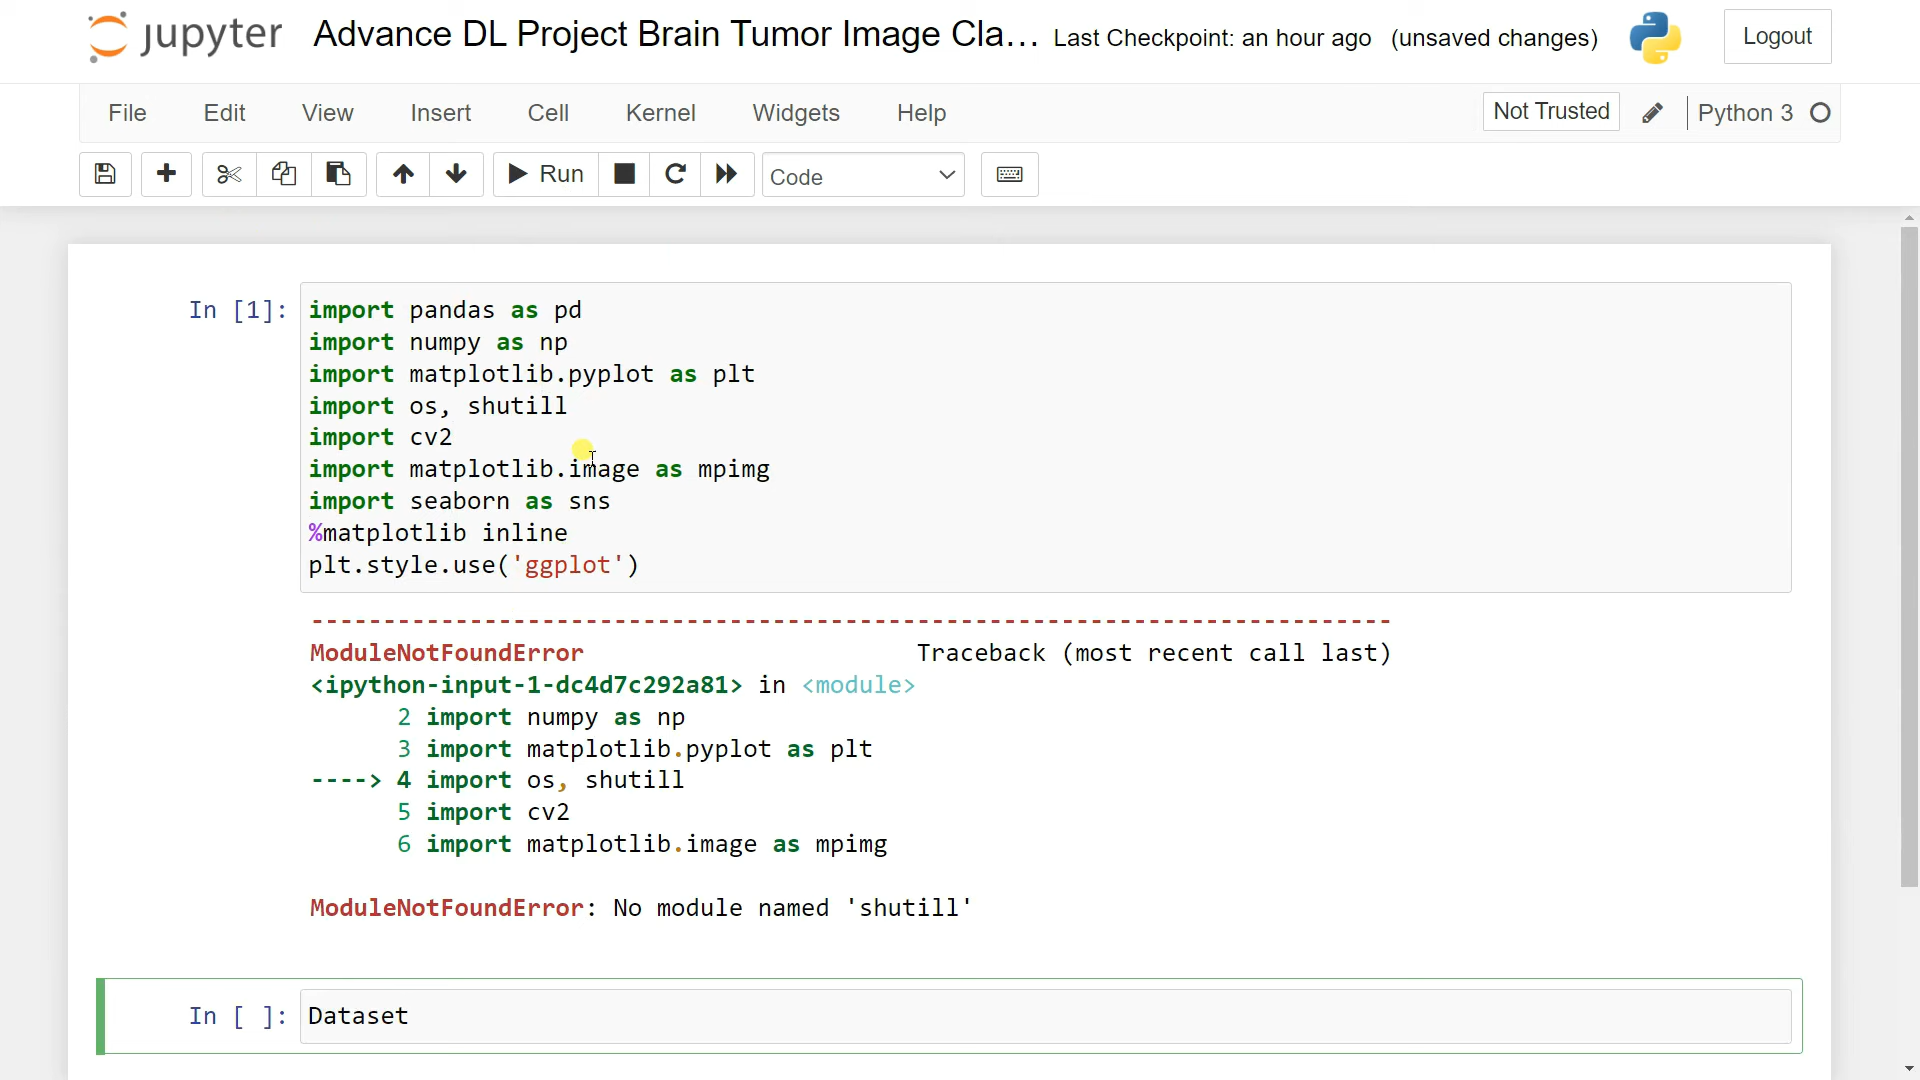 jupyter Advance DL Project Brain Tumor Image Cla... Last Checkpoint: an hour ago (unsaved changes) Logout
File Edit View Insert Cell Kernel Widgets Help Not Trusted Python 3
Run Code
In [1]: import pandas as pd
import numpy as np
import matplotlib.pyplot as plt
import os, shutill
import cv2
import matplotlib.image as mpimg
import seaborn as sns
%matplotlib inline
plt.style.use('ggplot')
---------------------------------------------------------------------------
ModuleNotFoundError Traceback (most recent call last)
<ipython-input-1-dc4d7c292a81> in <module>
2 import numpy as np
3 import matplotlib.pyplot as plt
----> 4 import os, shutill
5 import cv2
6 import matplotlib.image as mpimg
ModuleNotFoundError: No module named 'shutill'
In [ ]: Dataset